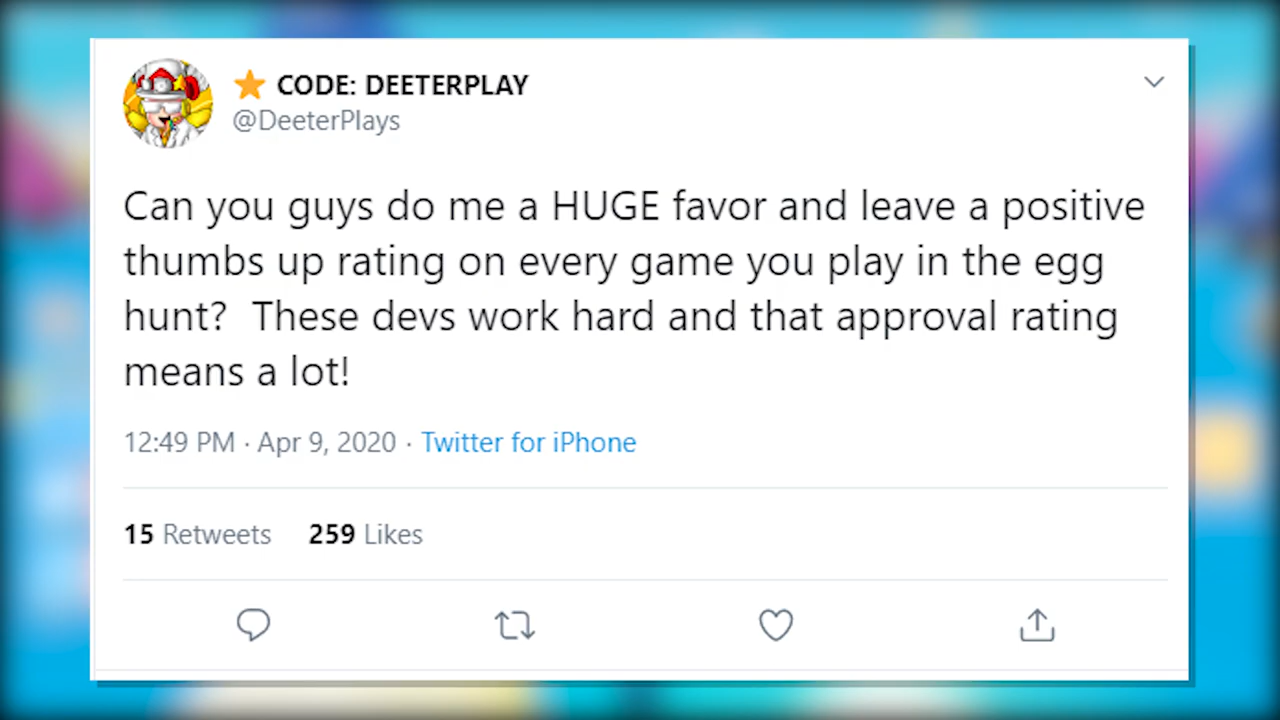 ⭐ CODE: DEETERPLAY
@DeeterPlays
Can you guys do me a HUGE favor and leave a positive
thumbs up rating on every game you play in the egg
hunt?  These devs work hard and that approval rating
means a lot!
12:49 PM · Apr 9, 2020 · Twitter for iPhone
15 Retweets 259 Likes